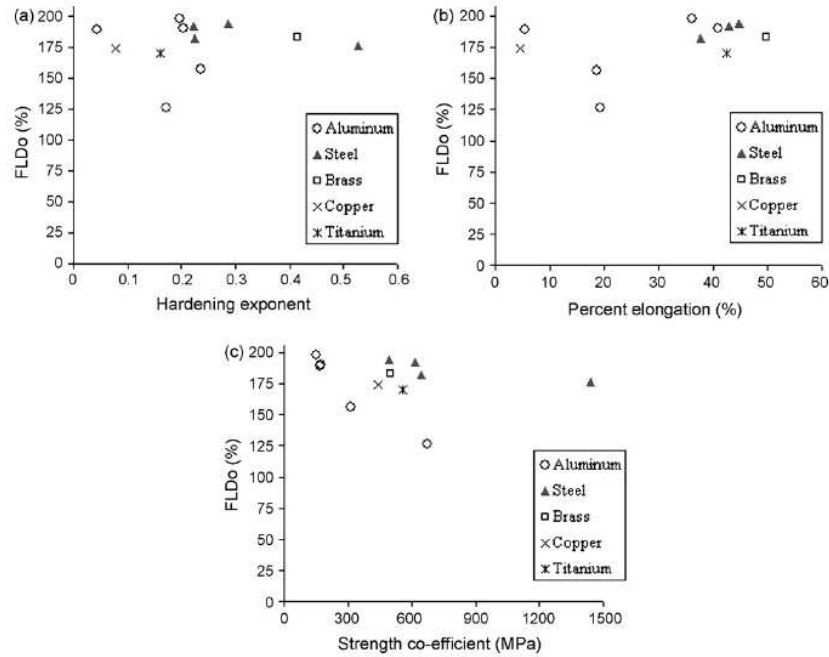 (a)
200
175
150
125
100
75
50
25
0
FLDo (%)
0 0.1 0.2 0.3 0.4 0.5 0.6
Hardening exponent
Aluminum
Steel
Brass
Copper
Titanium
(b)
200
175
150
125
100
75
50
25
0
FLDo (%)
0 10 20 30 40 50 60
Percent elongation (%)
Aluminum
Steel
Brass
Copper
Titanium
(c)
200
175
150
125
100
75
50
25
0
FLDo (%)
0 300 600 900 1200 1500
Strength co-efficient (MPa)
Aluminum
Steel
Brass
Copper
Titanium